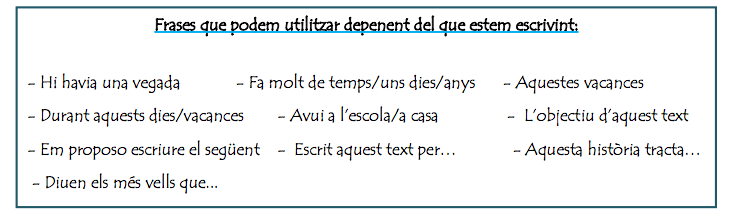 Frases que podem utilitzar depenent del que estem escrivint:
- Hi havia una vegada - Fa molt de temps/uns dies/anys - Aquestes vacances
- Durant aquests dies/vacances - Avui a l'escola/a casa - L'objectiu d'aquest text
- Em proposo escriure el següent - Escrit aquest text per... - Aquesta història tracta...
- Diuen els més vells que...